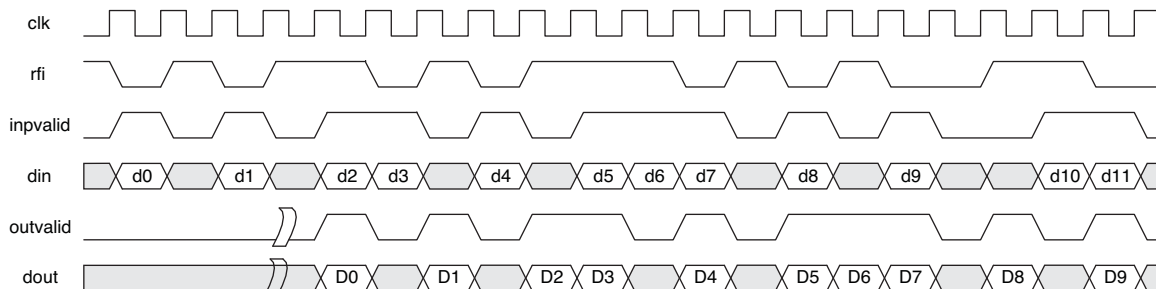 clk
rfi
inpvalid
din d0 d1 d2 d3 d4 d5 d6 d7 d8 d9 d10 d11
outvalid
dout D0 D1 D2 D3 D4 D5 D6 D7 D8 D9